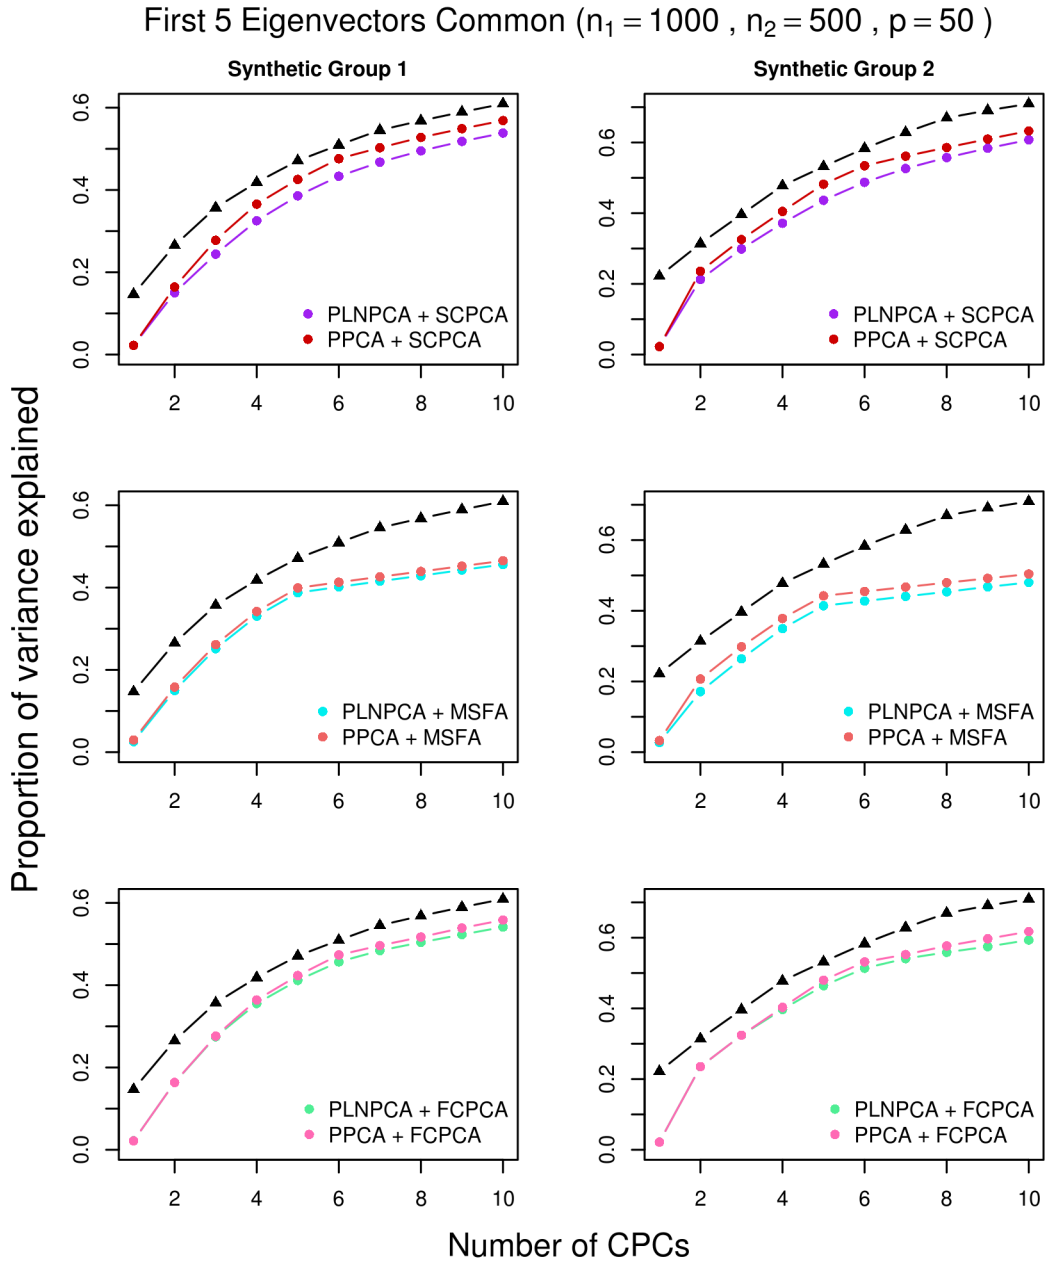 First 5 Eigenvectors Common (n₁ = 1000 , n₂ = 500 , p = 50 )
Synthetic Group 1
Synthetic Group 2
Proportion of variance explained
0.6
0.4
0.2
0.0
PLNPCA + SCPCA
PPCA + SCPCA
2 4 6 8 10
0.6
0.4
0.2
0.0
PLNPCA + SCPCA
PPCA + SCPCA
2 4 6 8 10
0.6
0.4
0.2
0.0
PLNPCA + MSFA
PPCA + MSFA
2 4 6 8 10
0.6
0.4
0.2
0.0
PLNPCA + MSFA
PPCA + MSFA
2 4 6 8 10
0.6
0.4
0.2
0.0
PLNPCA + FCPCA
PPCA + FCPCA
2 4 6 8 10
0.6
0.4
0.2
0.0
PLNPCA + FCPCA
PPCA + FCPCA
2 4 6 8 10
Number of CPCs